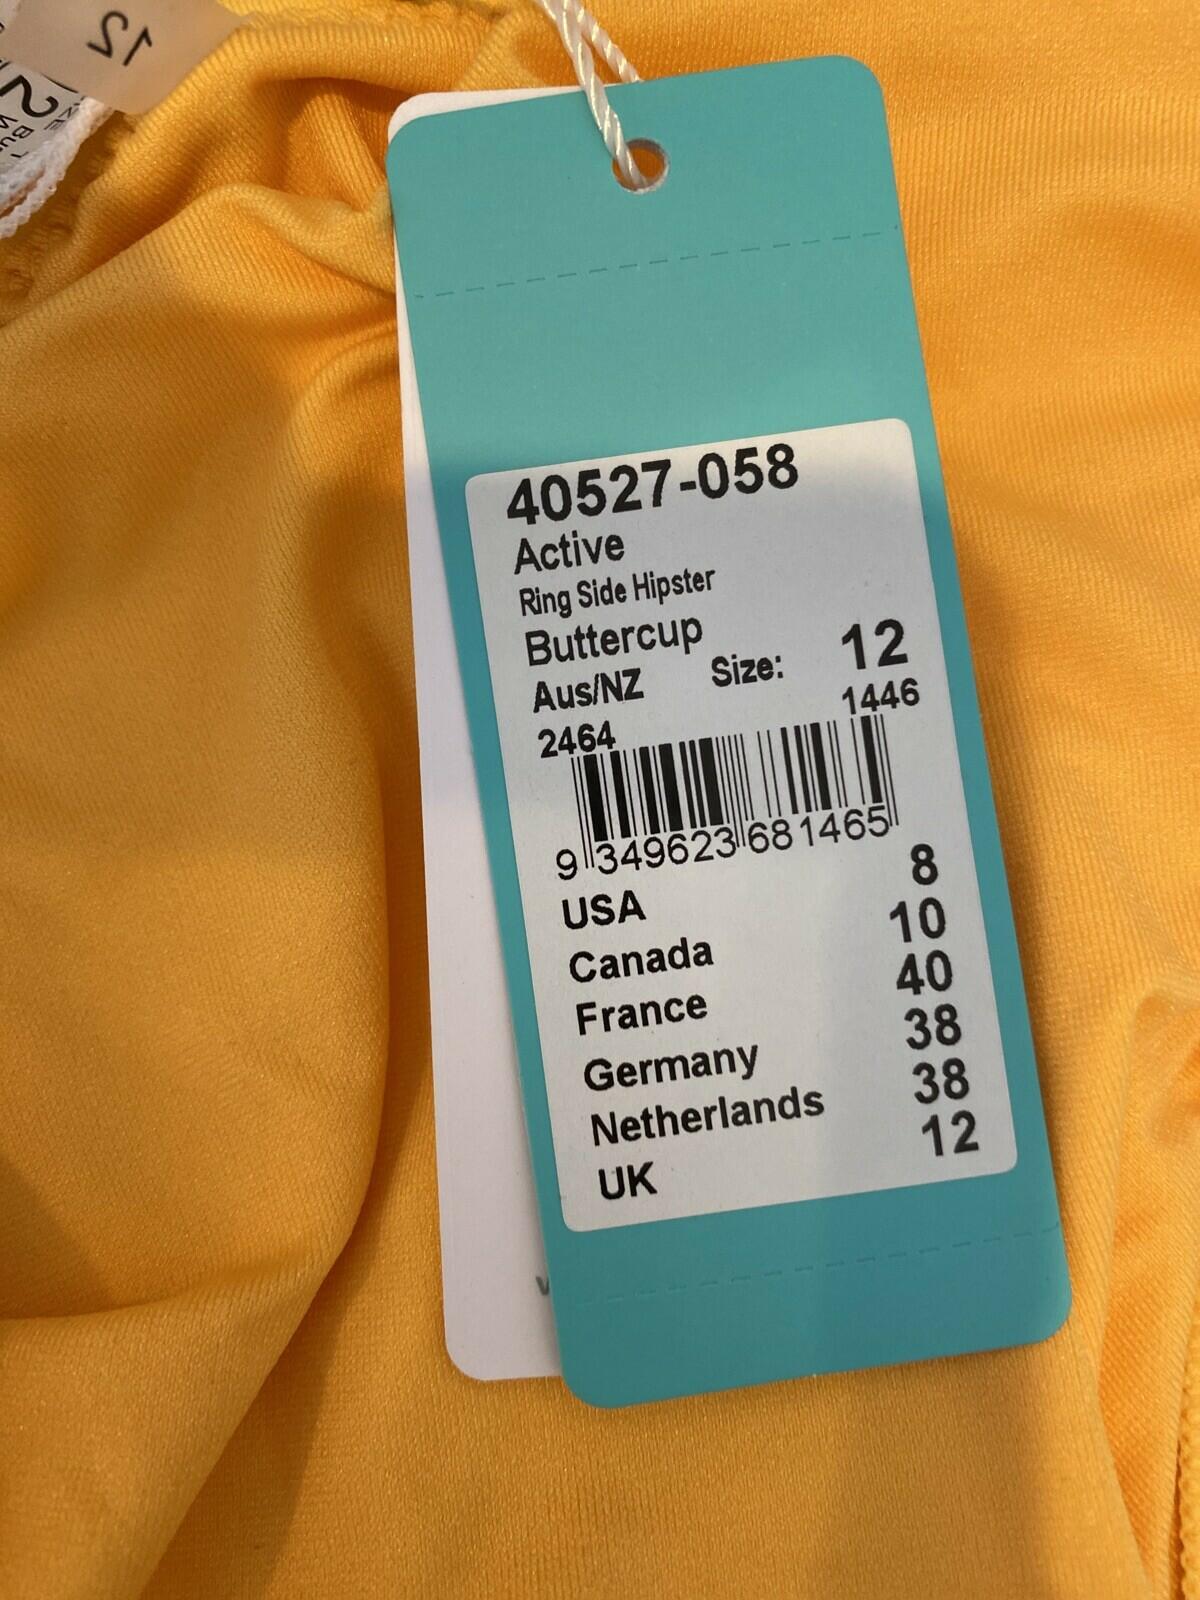 12
40527-058
Active
Ring Side Hipster
Buttercup
Aus/NZ Size: 12
2464 1446
9 349623 681465
USA 8
Canada 10
France 40
Germany 38
Netherlands 38
UK 12